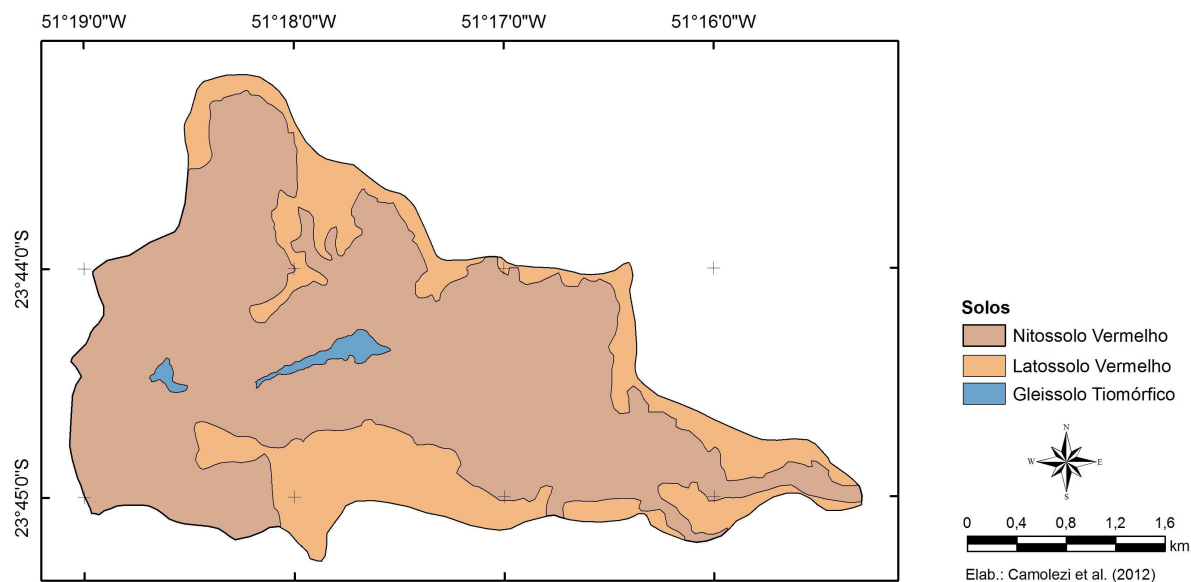 51°19'0"W 51°18'0"W 51°17'0"W 51°16'0"W
23°44'0"S
23°45'0"S
Solos
Nitossolo Vermelho
Latossolo Vermelho
Gleissolo Tiomórfico
N
W E
S
0 0,4 0,8 1,2 1,6
km
Elab.: Camolezi et al. (2012)